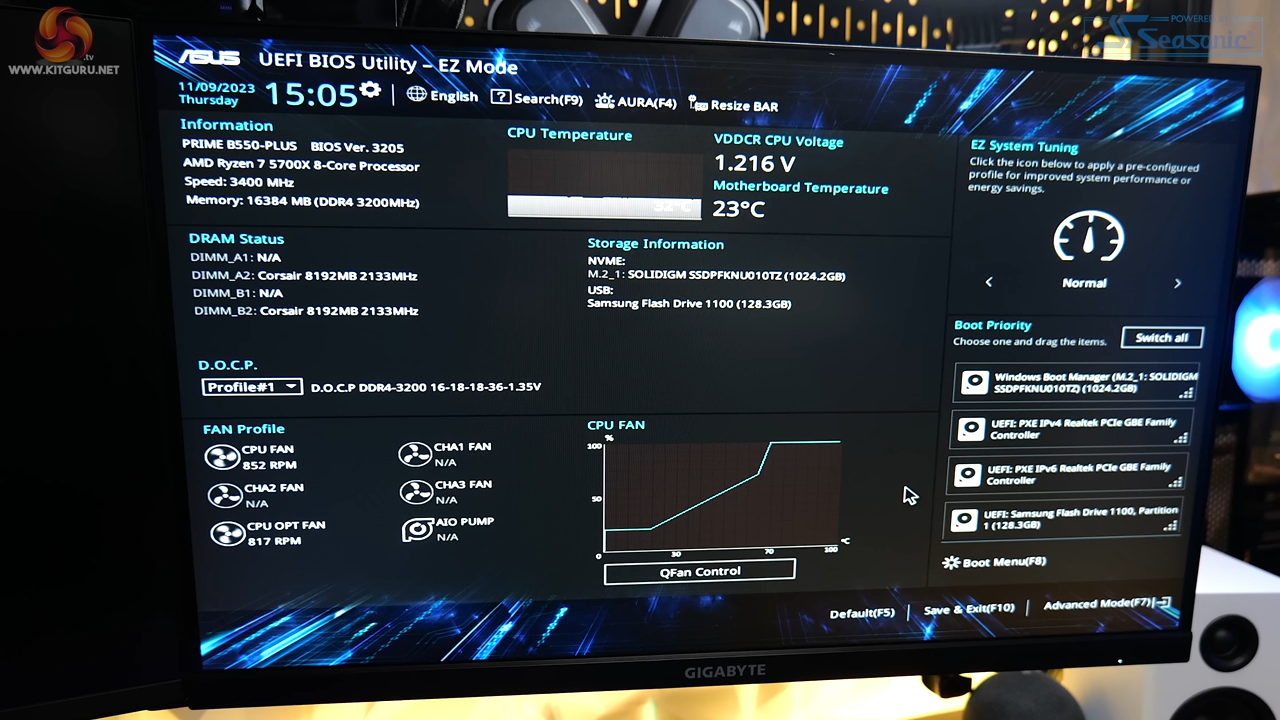 .tv
WWW.KITGURU.NET
POWERED BY
Seasonic
ASUS UEFI BIOS Utility – EZ Mode
11/09/2023
Thursday
15:05
English
Search(F9)
AURA(F4)
Resize BAR
Information
PRIME B550-PLUS BIOS Ver. 3205
AMD Ryzen 7 5700X 8-Core Processor
Speed: 3400 MHz
Memory: 16384 MB (DDR4 3200MHz)
CPU Temperature
VDDCR CPU Voltage
1.216 V
Motherboard Temperature
23°C
EZ System Tuning
Click the icon below to apply a pre-configured
profile for improved system performance or
energy savings.
Normal
DRAM Status
DIMM_A1: N/A
DIMM_A2: Corsair 8192MB 2133MHz
DIMM_B1: N/A
DIMM_B2: Corsair 8192MB 2133MHz
Storage Information
NVME:
M.2_1: SOLIDIGM SSDPFKNU010TZ (1024.2GB)
USB:
Samsung Flash Drive 1100 (128.3GB)
D.O.C.P.
Profile#1 D.O.C.P DDR4-3200 16-18-18-36-1.35V
Boot Priority
Choose one and drag the items.
Switch all
Windows Boot Manager (M.2_1: SOLIDIGM
SSDPFKNU010TZ) (1024.2GB)
UEFI: PXE IPv4 Realtek PCIe GBE Family
Controller
UEFI: PXE IPv6 Realtek PCIe GBE Family
Controller
UEFI: Samsung Flash Drive 1100, Partition
1 (128.3GB)
Boot Menu(F8)
FAN Profile
CPU FAN
852 RPM
CHA1 FAN
N/A
CHA2 FAN
N/A
CHA3 FAN
N/A
CPU OPT FAN
817 RPM
AIO PUMP
N/A
CPU FAN
%
100
50
0
30
70
100
°C
QFan Control
Default(F5)
Save & Exit(F10)
Advanced Mode(F7)
GIGABYTE